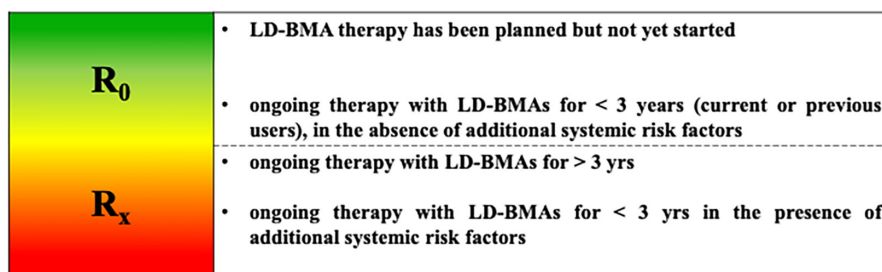 R0
• LD-BMA therapy has been planned but not yet started
• ongoing therapy with LD-BMAs for < 3 years (current or previous
users), in the absence of additional systemic risk factors
Rx
• ongoing therapy with LD-BMAs for > 3 yrs
• ongoing therapy with LD-BMAs for < 3 yrs in the presence of
additional systemic risk factors